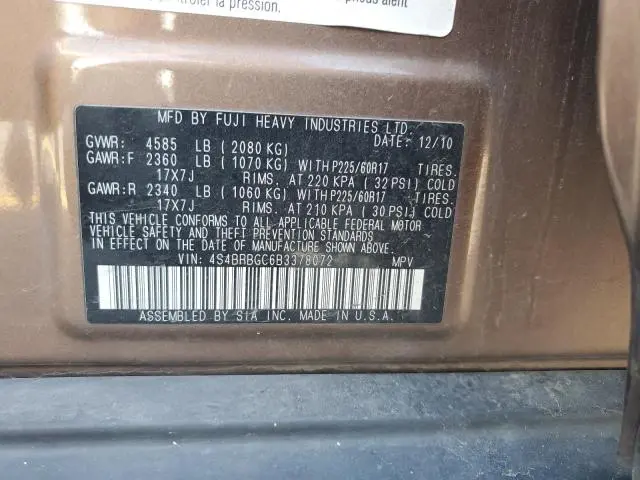 contrôler la pression.
MFD BY FUJI HEAVY INDUSTRIES LTD.
GVWR: 4585 LB ( 2080 KG) DATE: 12/10
GAWR:F 2360 LB ( 1070 KG) WITH P225/60R17 TIRES.
17X7J RIMS. AT 220 KPA ( 32 PSI) COLD
GAWR:R 2340 LB ( 1060 KG) WITH P225/60R17 TIRES.
17X7J RIMS. AT 210 KPA ( 30 PSI) COLD
THIS VEHICLE CONFORMS TO ALL APPLICABLE FEDERAL MOTOR
VEHICLE SAFETY AND THEFT PREVENTION STANDARDS
IN EFFECT ON THE DATE OF MANUFACTURE SHOWN ABOVE.
VIN: 4S4BRBGC6B3378072 MPV
ASSEMBLED BY SIA INC. MADE IN U.S.A.